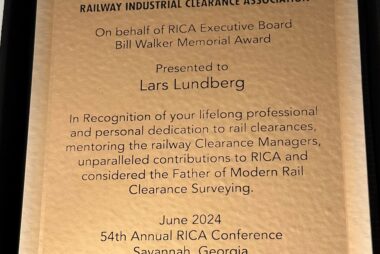 RAILWAY INDUSTRIAL CLEARANCE ASSOCIATION
On behalf of RICA Executive Board
Bill Walker Memorial Award
Presented to
Lars Lundberg
In Recognition of your lifelong professional
and personal dedication to rail clearances,
mentoring the railway Clearance Managers,
unparalleled contributions to RICA and
considered the Father of Modern Rail
Clearance Surveying.
June 2024
54th Annual RICA Conference
Savannah, Georgia